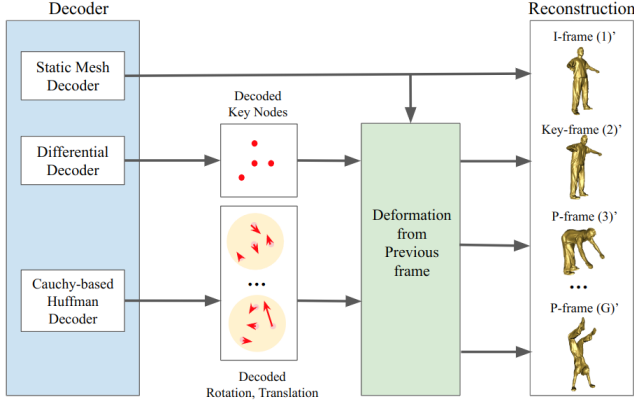 Decoder
Reconstruction
Static Mesh
Decoder
Differential
Decoder
Cauchy-based
Huffman
Decoder
Decoded
Key Nodes
...
Decoded
Rotation, Translation
Deformation
from
Previous
frame
I-frame (1)'
Key-frame (2)'
P-frame (3)'
...
P-frame (G)'